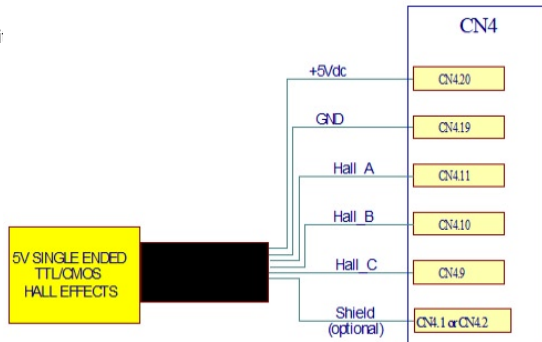 CN4
+5Vdc
CN4.20
GND
CN4.19
Hall_A
CN4.11
Hall_B
CN4.10
Hall_C
CN4.9
Shield
(optional)
CN4.1 or CN4.2
5V SINGLE ENDED
TTL/CMOS
HALL EFFECTS